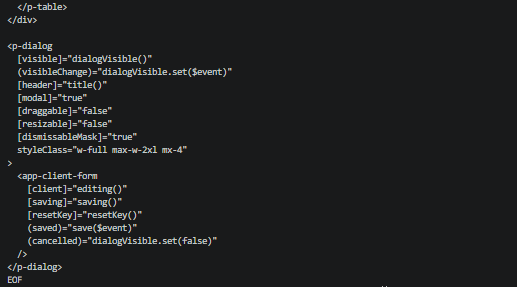 </p-table>
</div>

<p-dialog
  [visible]="dialogVisible()"
  (visibleChange)="dialogVisible.set($event)"
  [header]="title()"
  [modal]="true"
  [draggable]="false"
  [resizable]="false"
  [dismissableMask]="true"
  styleClass="w-full max-w-2xl mx-4"
>
  <app-client-form
    [client]="editing()"
    [saving]="saving()"
    [resetKey]="resetKey()"
    (saved)="save($event)"
    (cancelled)="dialogVisible.set(false)"
  />
</p-dialog>
EOF